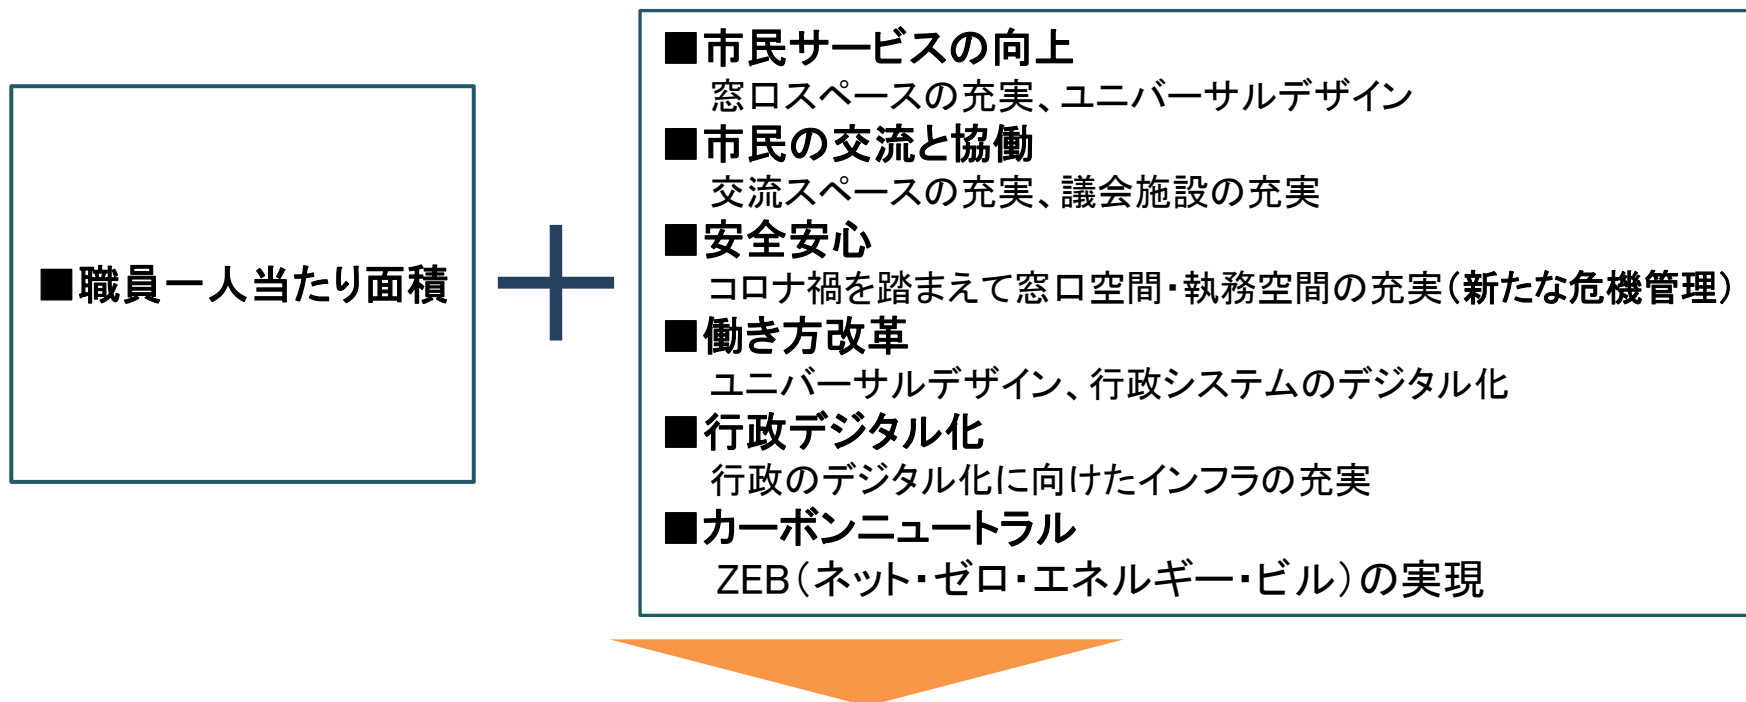 ■職員一人当たり面積
■市民サービスの向上
窓口スペースの充実、ユニバーサルデザイン
■市民の交流と協働
交流スペースの充実、議会施設の充実
■安全安心
コロナ禍を踏まえて窓口空間・執務空間の充実(新たな危機管理)
■働き方改革
ユニバーサルデザイン、行政システムのデジタル化
■行政デジタル化
行政のデジタル化に向けたインフラの充実
■カーボンニュートラル
ZEB(ネット・ゼロ・エネルギー・ビル)の実現